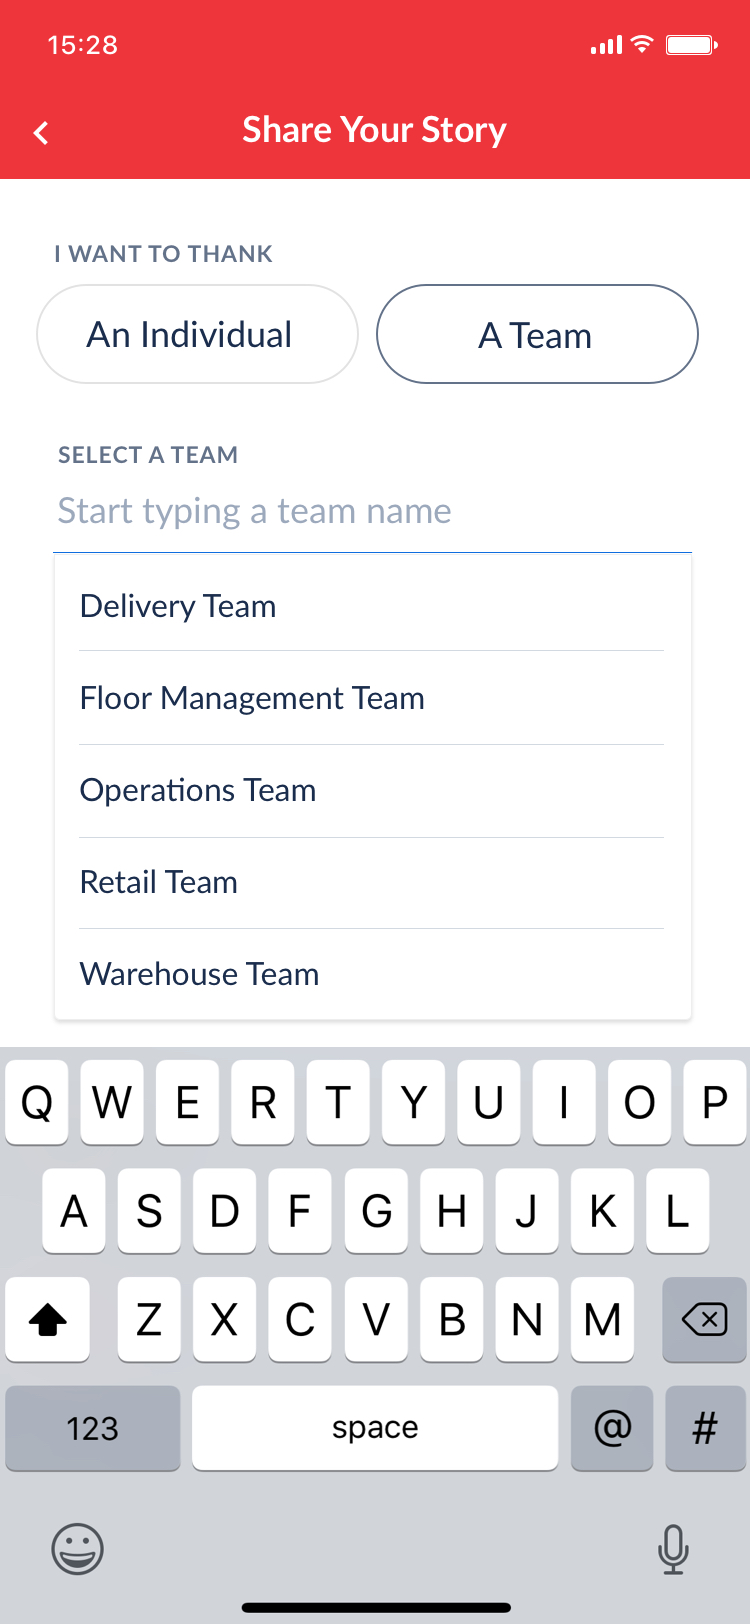 15:28
Share Your Story
I WANT TO THANK
An Individual
A Team
SELECT A TEAM
Start typing a team name
Delivery Team
Floor Management Team
Operations Team
Retail Team
Warehouse Team
Q W E R T Y U I O P
A S D F G H J K L
Z X C V B N M
123 space @ #